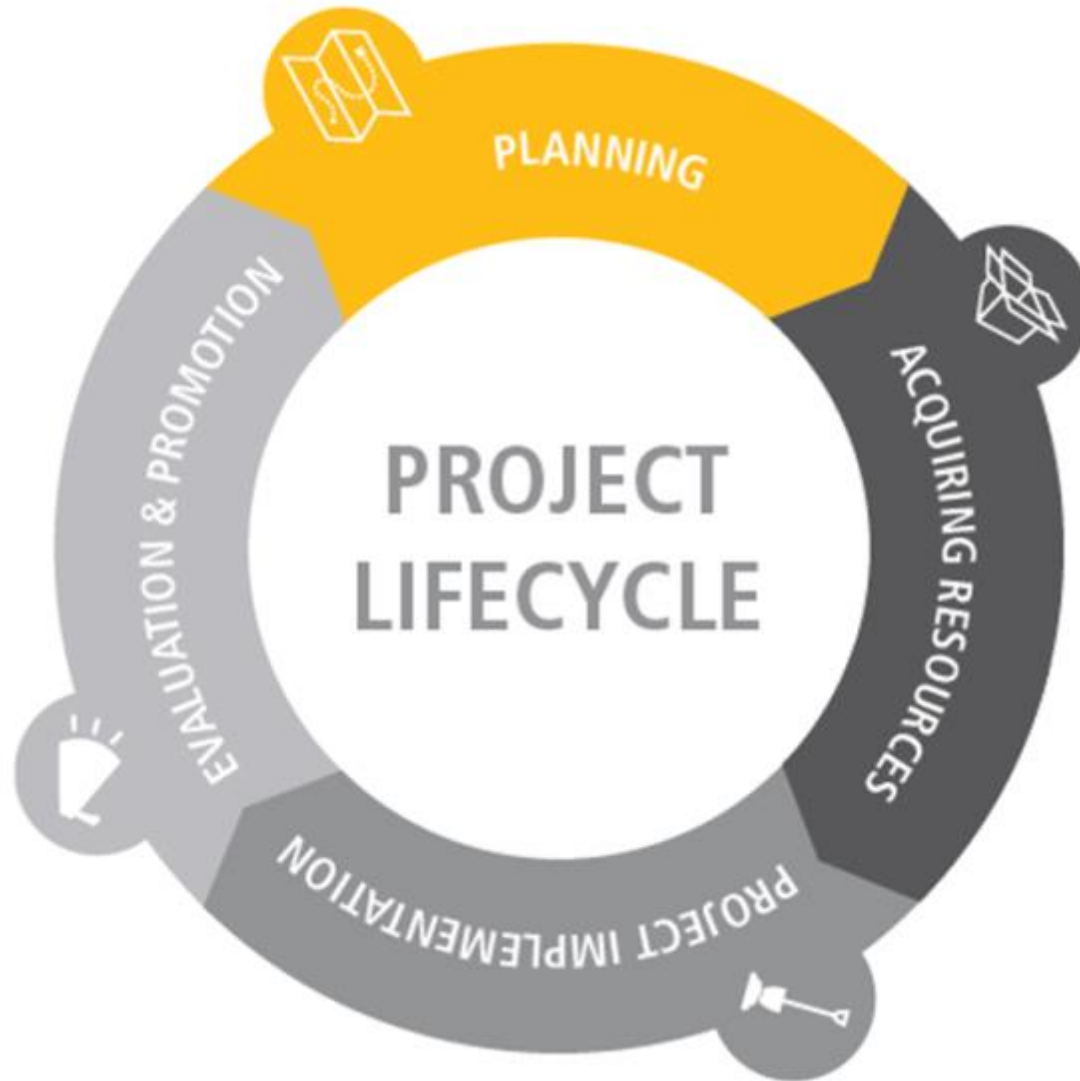 PLANNING
ACQUIRING RESOURCES
PROJECT IMPLEMENTATION
EVALUATION & PROMOTION
PROJECT
LIFECYCLE